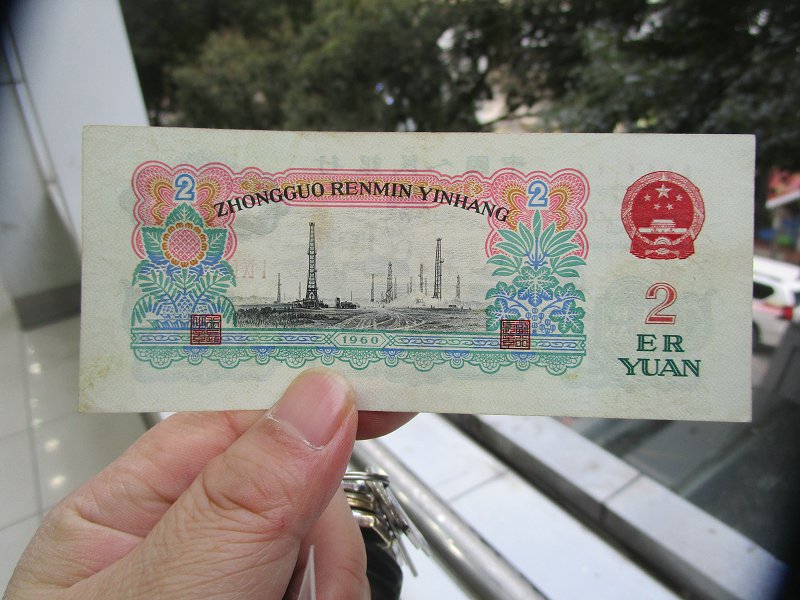 2
2
ZHONGGUO RENMIN YINHANG
1960
2
ER
YUAN